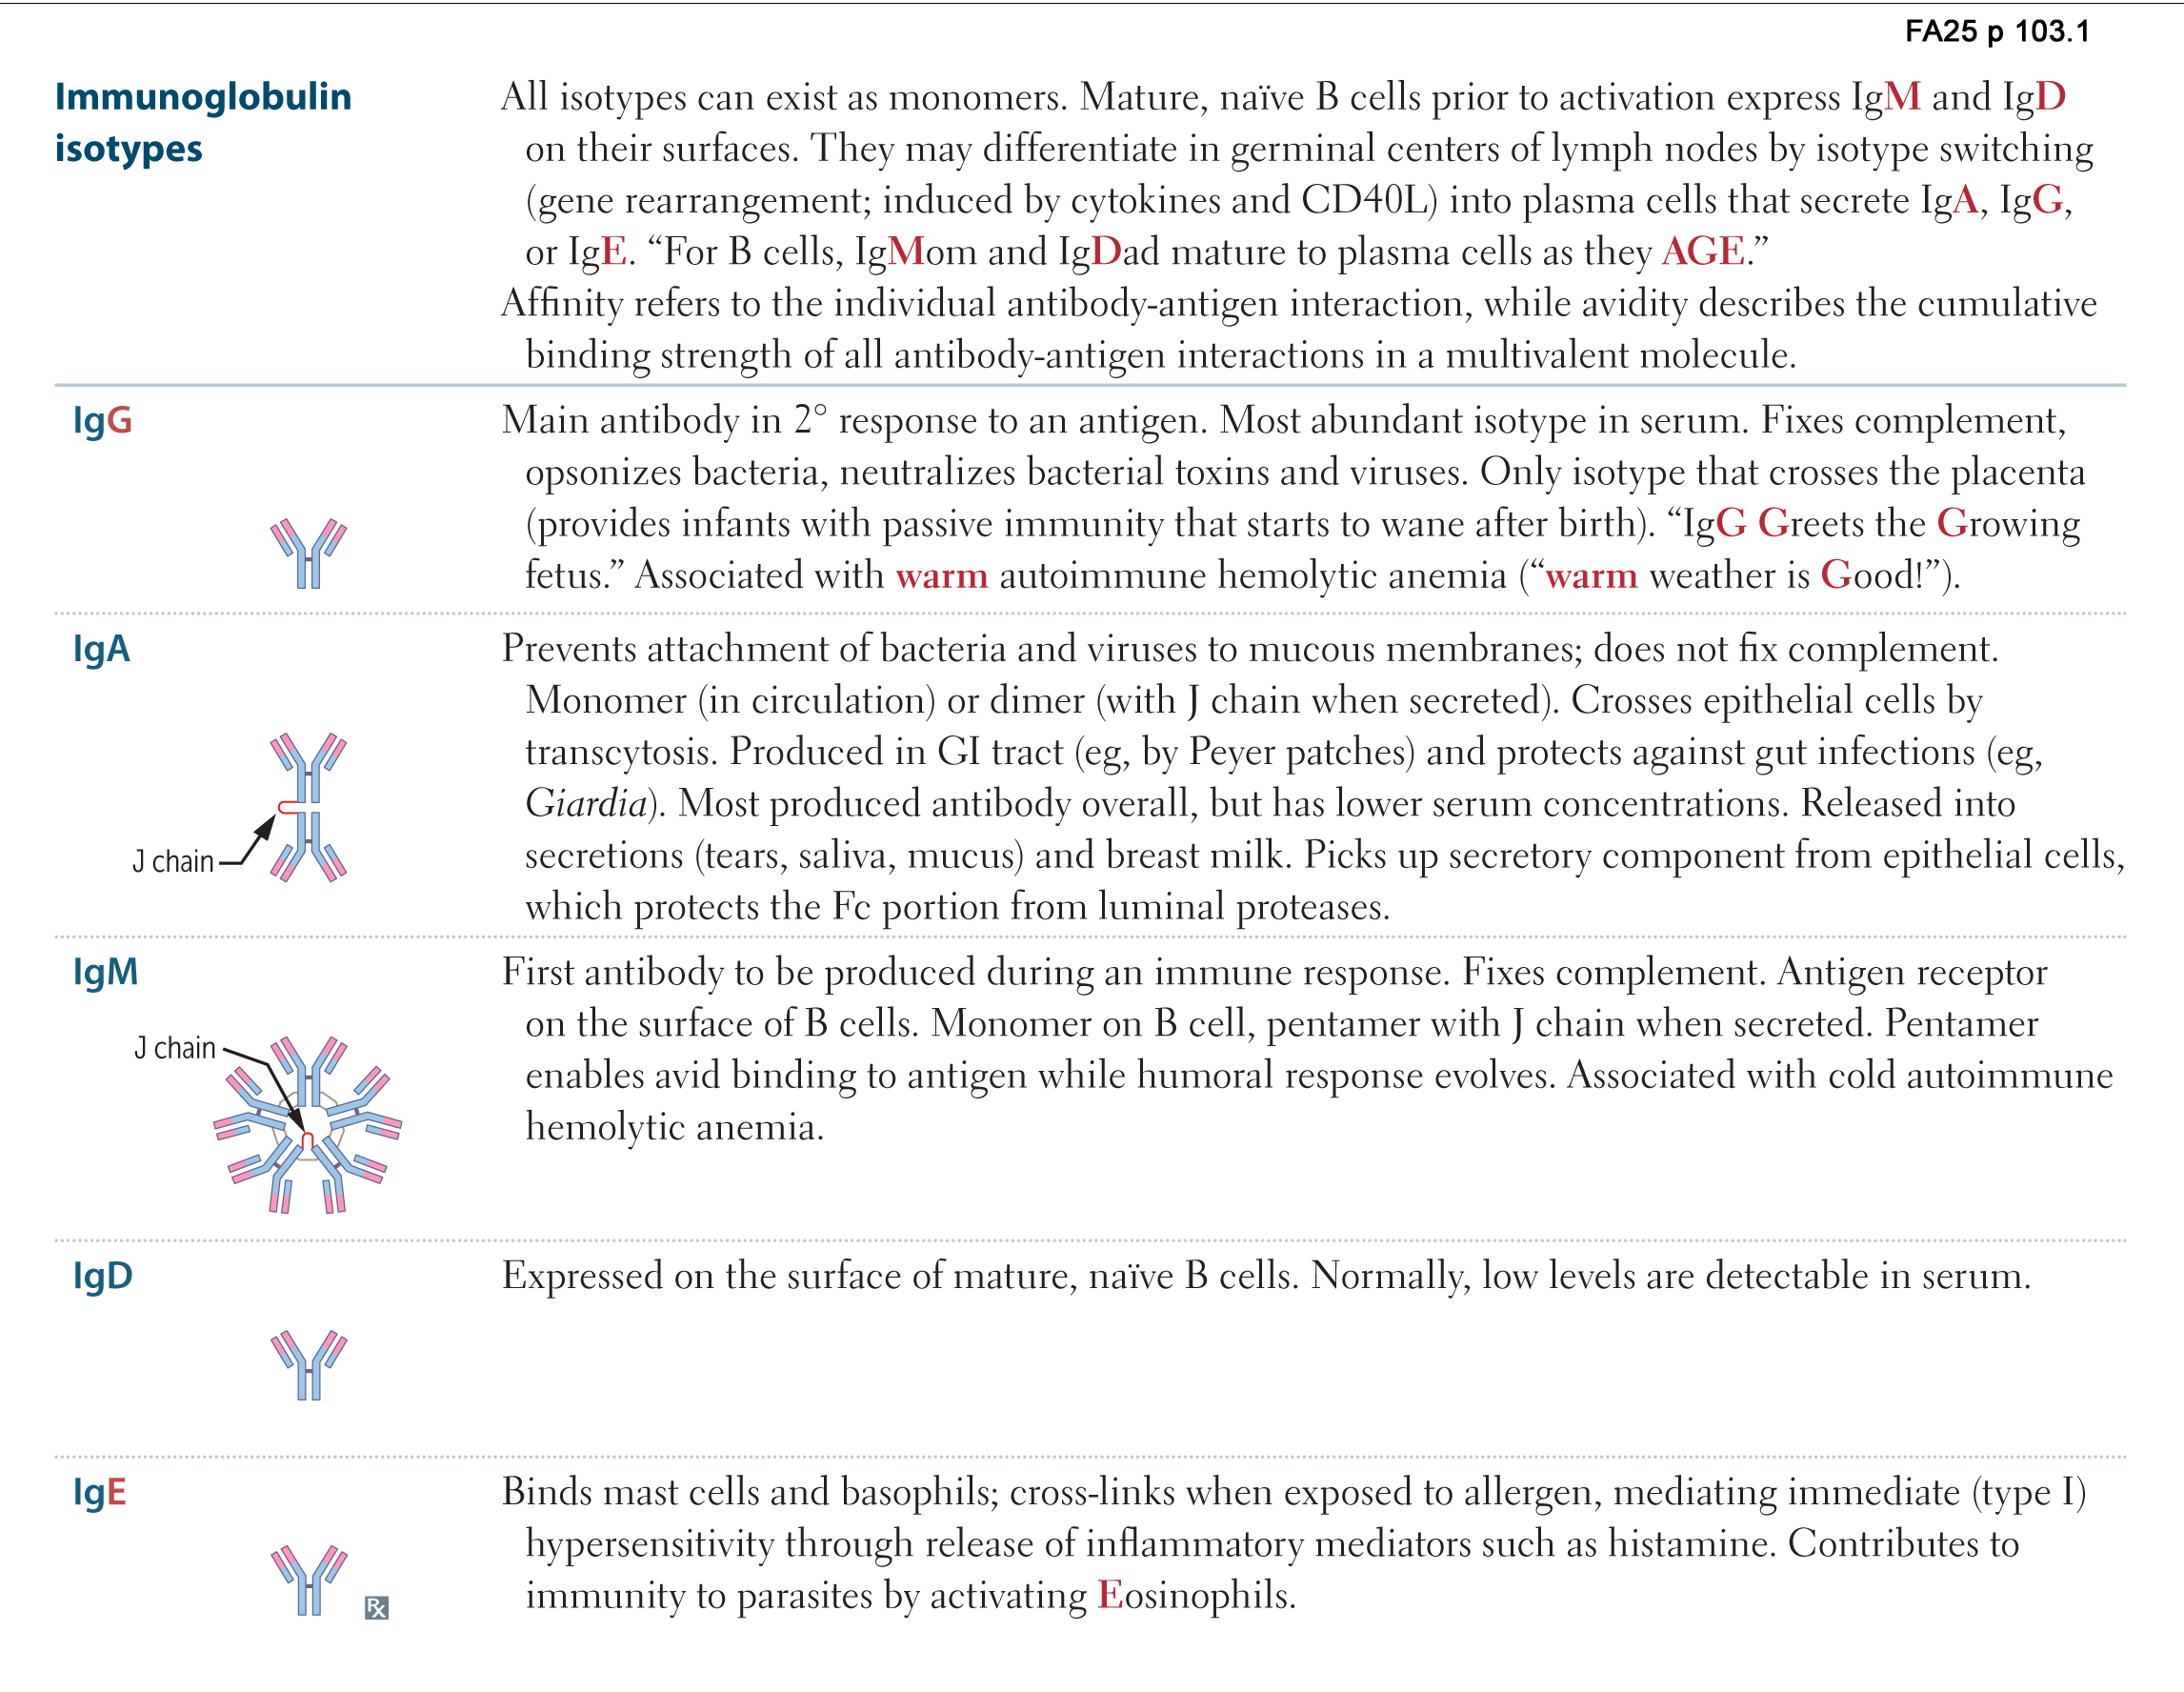 FA25 p 103.1
Immunoglobulin
isotypes
All isotypes can exist as monomers. Mature, naïve B cells prior to activation express IgM and IgD
on their surfaces. They may differentiate in germinal centers of lymph nodes by isotype switching
(gene rearrangement; induced by cytokines and CD40L) into plasma cells that secrete IgA, IgG,
or IgE. “For B cells, IgMom and IgDad mature to plasma cells as they AGE.”
Affinity refers to the individual antibody-antigen interaction, while avidity describes the cumulative
binding strength of all antibody-antigen interactions in a multivalent molecule.
IgG
Main antibody in 2° response to an antigen. Most abundant isotype in serum. Fixes complement,
opsonizes bacteria, neutralizes bacterial toxins and viruses. Only isotype that crosses the placenta
(provides infants with passive immunity that starts to wane after birth). “IgG Greets the Growing
fetus.” Associated with warm autoimmune hemolytic anemia (“warm weather is Good!”).
IgA
Prevents attachment of bacteria and viruses to mucous membranes; does not fix complement.
Monomer (in circulation) or dimer (with J chain when secreted). Crosses epithelial cells by
transcytosis. Produced in GI tract (eg, by Peyer patches) and protects against gut infections (eg,
Giardia). Most produced antibody overall, but has lower serum concentrations. Released into
secretions (tears, saliva, mucus) and breast milk. Picks up secretory component from epithelial cells,
which protects the Fc portion from luminal proteases.
J chain
IgM
First antibody to be produced during an immune response. Fixes complement. Antigen receptor
on the surface of B cells. Monomer on B cell, pentamer with J chain when secreted. Pentamer
enables avid binding to antigen while humoral response evolves. Associated with cold autoimmune
hemolytic anemia.
J chain
IgD
Expressed on the surface of mature, naïve B cells. Normally, low levels are detectable in serum.
IgE
Binds mast cells and basophils; cross-links when exposed to allergen, mediating immediate (type I)
hypersensitivity through release of inflammatory mediators such as histamine. Contributes to
immunity to parasites by activating Eosinophils.
Rx